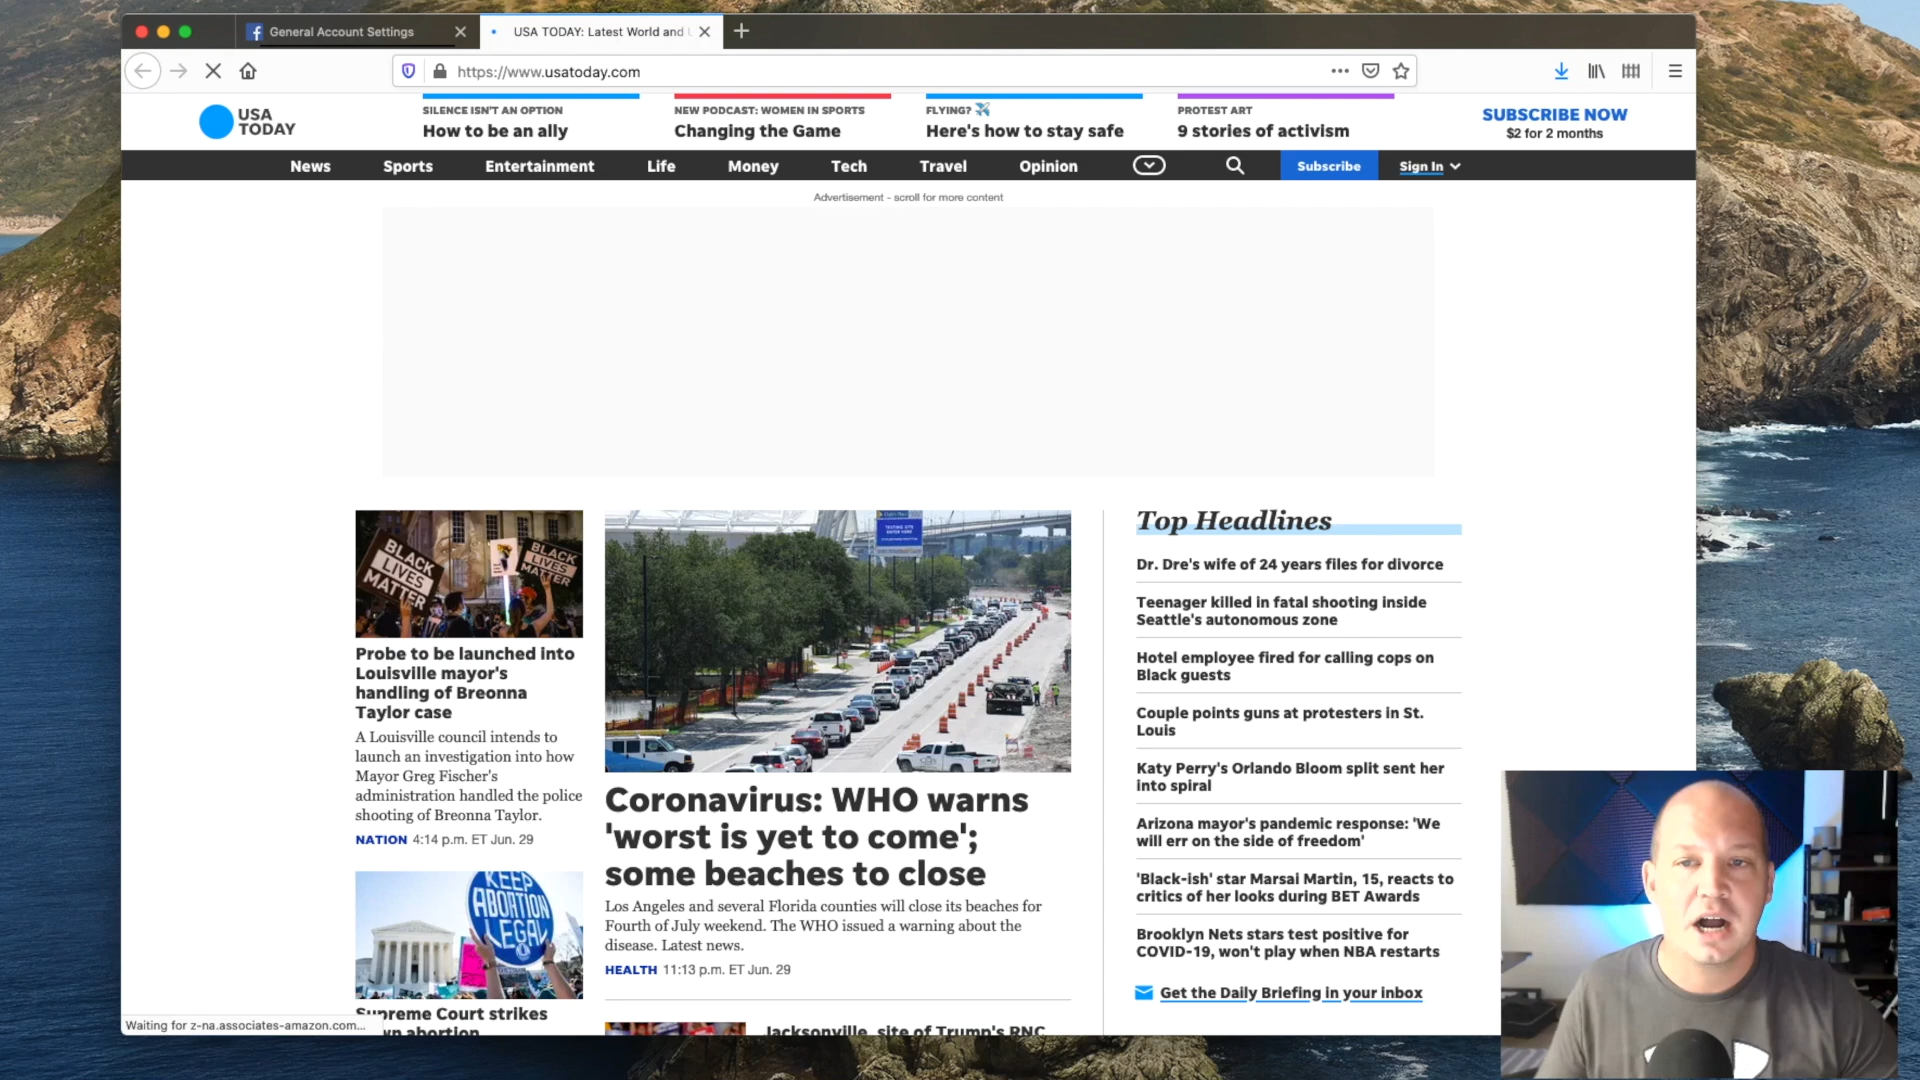 General Account Settings
USA TODAY: Latest World and
https://www.usatoday.com
USA
TODAY
SILENCE ISN'T AN OPTION
How to be an ally
NEW PODCAST: WOMEN IN SPORTS
Changing the Game
FLYING? ✈️
Here's how to stay safe
PROTEST ART
9 stories of activism
SUBSCRIBE NOW
$2 for 2 months
News Sports Entertainment Life Money Tech Travel Opinion Subscribe Sign In
Advertisement - scroll for more content
BLACK
LIVES
MATTER
BLACK
LIVES
MATTER
Probe to be launched into
Louisville mayor's
handling of Breonna
Taylor case
A Louisville council intends to
launch an investigation into how
Mayor Greg Fischer's
administration handled the police
shooting of Breonna Taylor.
NATION 4:14 p.m. ET Jun. 29
KEEP
ABORTION
LEGAL
Supreme Court strikes
abortion
Coronavirus: WHO warns
'worst is yet to come';
some beaches to close
Los Angeles and several Florida counties will close its beaches for
Fourth of July weekend. The WHO issued a warning about the
disease. Latest news.
HEALTH 11:13 p.m. ET Jun. 29
Jacksonville, site of Trump's RNC
Top Headlines
Dr. Dre's wife of 24 years files for divorce
Teenager killed in fatal shooting inside
Seattle's autonomous zone
Hotel employee fired for calling cops on
Black guests
Couple points guns at protesters in St.
Louis
Katy Perry's Orlando Bloom split sent her
into spiral
Arizona mayor's pandemic response: 'We
will err on the side of freedom'
'Black-ish' star Marsai Martin, 15, reacts to
critics of her looks during BET Awards
Brooklyn Nets stars test positive for
COVID-19, won't play when NBA restarts
Get the Daily Briefing in your inbox
Waiting for z-na.associates-amazon.com...